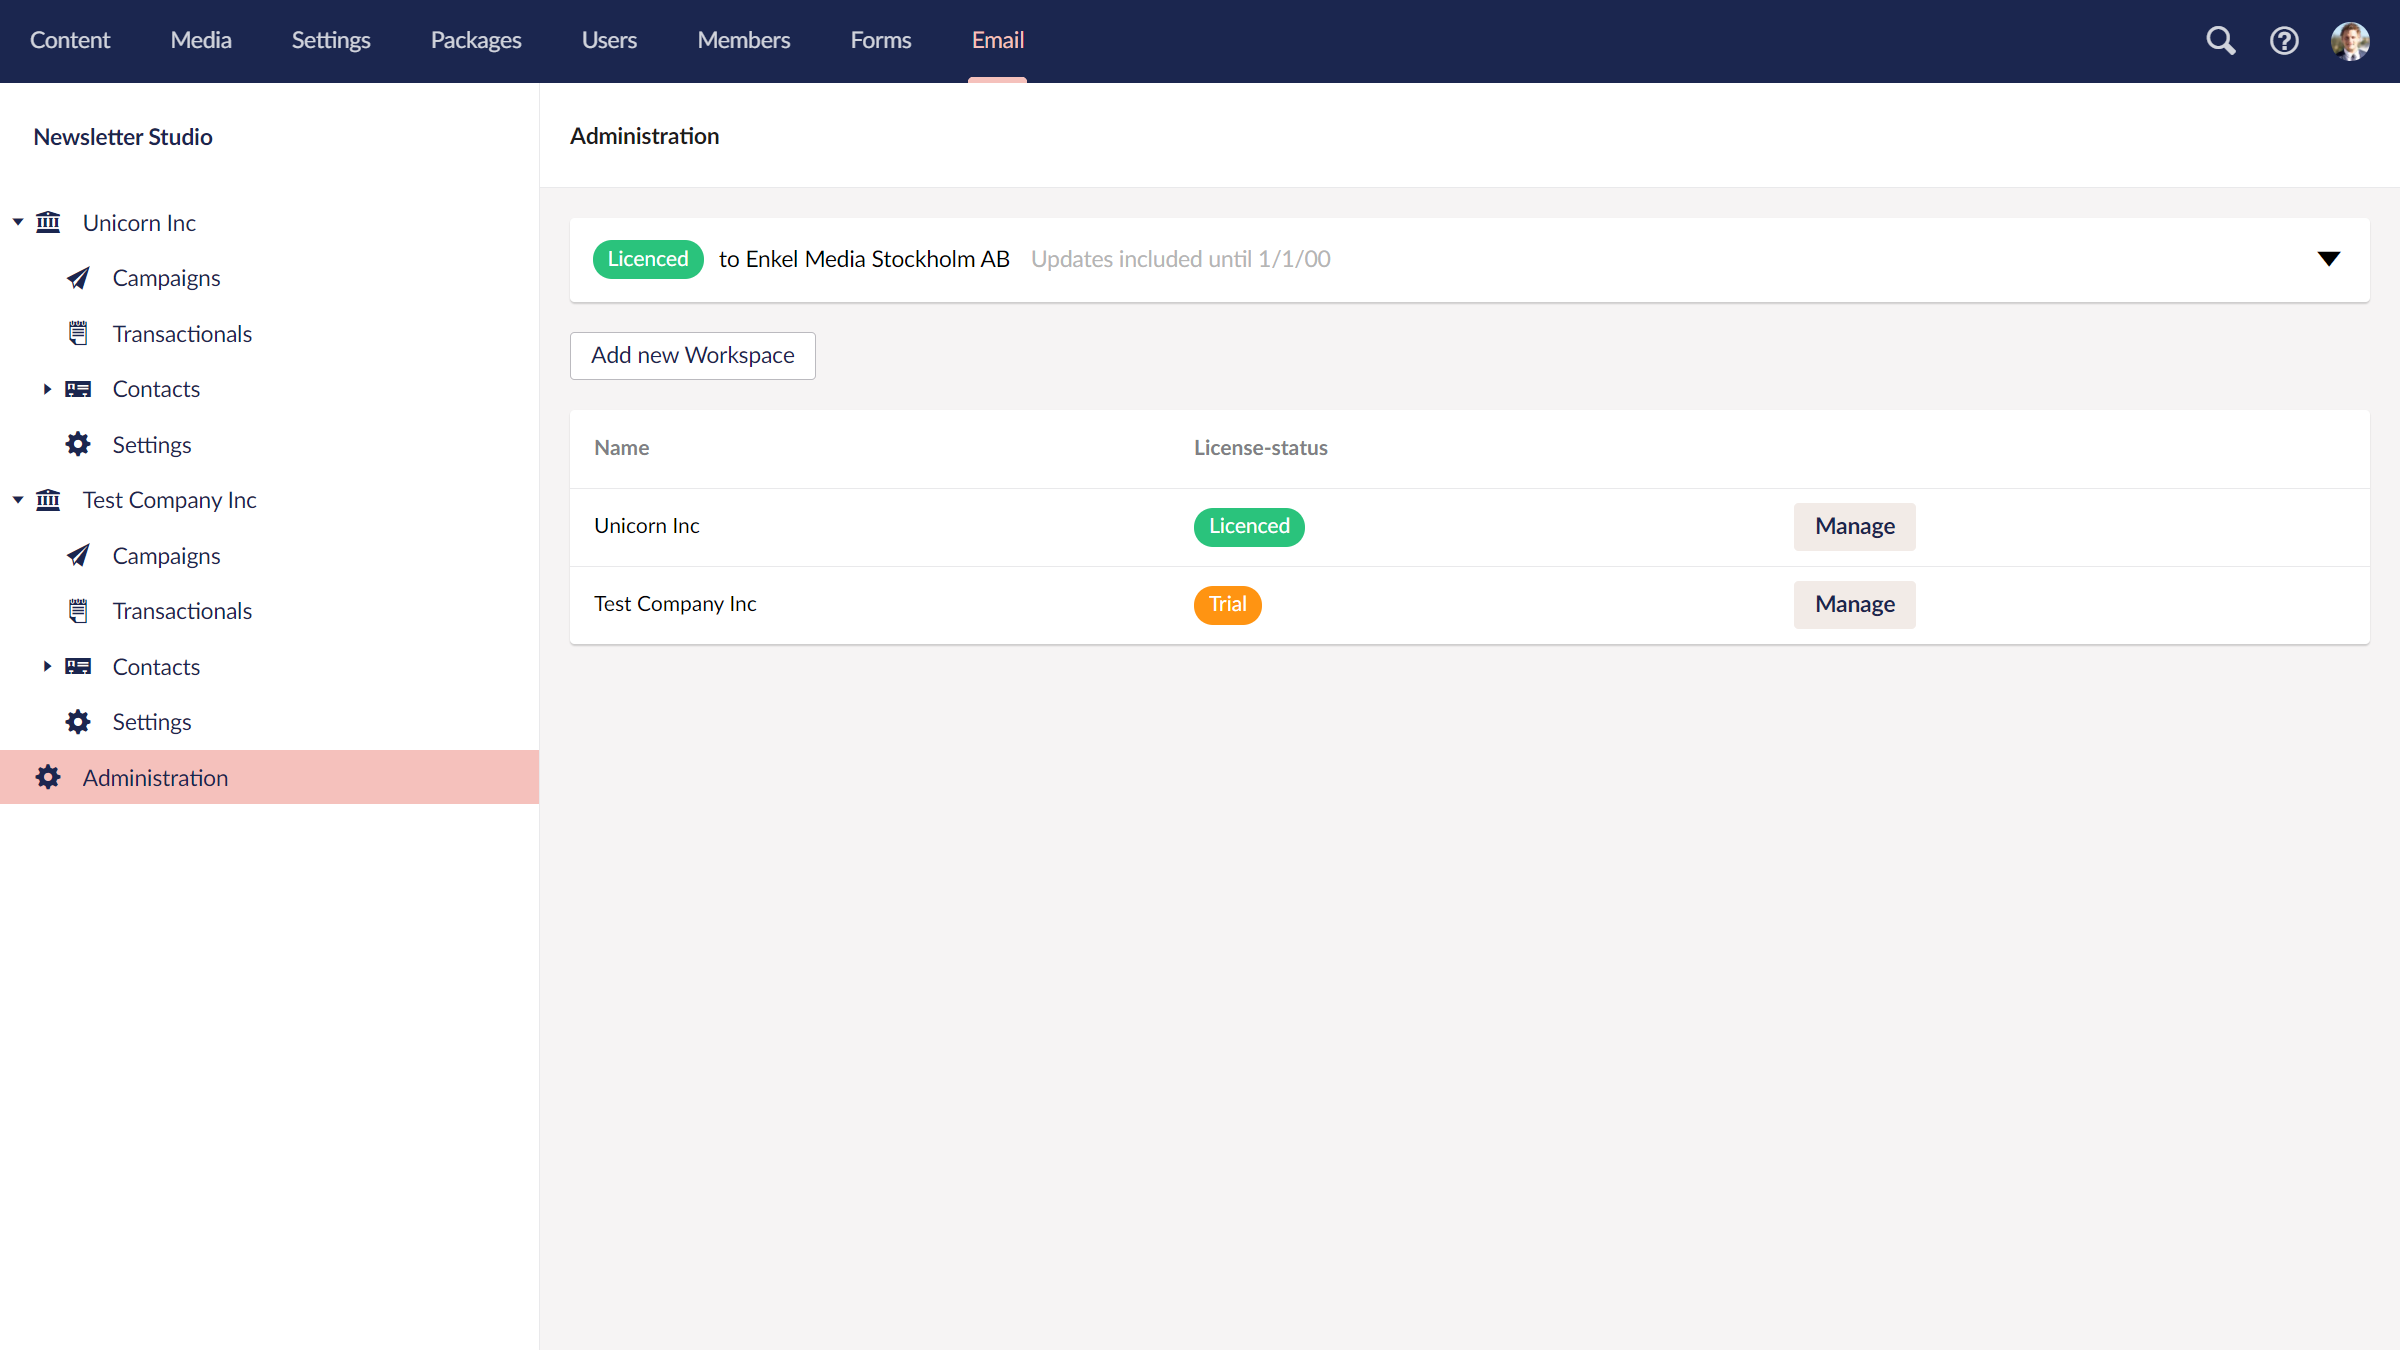 Content Media Settings Packages Users Members Forms Email
Newsletter Studio
Unicorn Inc
Campaigns
Transactionals
Contacts
Settings
Test Company Inc
Campaigns
Transactionals
Contacts
Settings
Administration
Administration
Licenced to Enkel Media Stockholm AB Updates included until 1/1/00
Add new Workspace
Name License-status
Unicorn Inc Licenced Manage
Test Company Inc Trial Manage